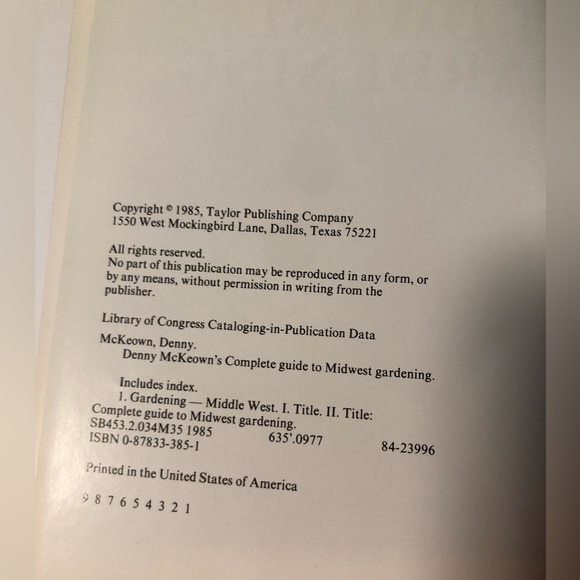 Copyright © 1985, Taylor Publishing Company
1550 West Mockingbird Lane, Dallas, Texas 75221
All rights reserved.
No part of this publication may be reproduced in any form, or
by any means, without permission in writing from the
publisher.
Library of Congress Cataloging-in-Publication Data
McKeown, Denny.
Denny McKeown's Complete guide to Midwest gardening.
Includes index.
1. Gardening — Middle West. I. Title. II. Title:
Complete guide to Midwest gardening.
SB453.2.034M35 1985 635'.0977 84-23996
ISBN 0-87833-385-1
Printed in the United States of America
9 8 7 6 5 4 3 2 1